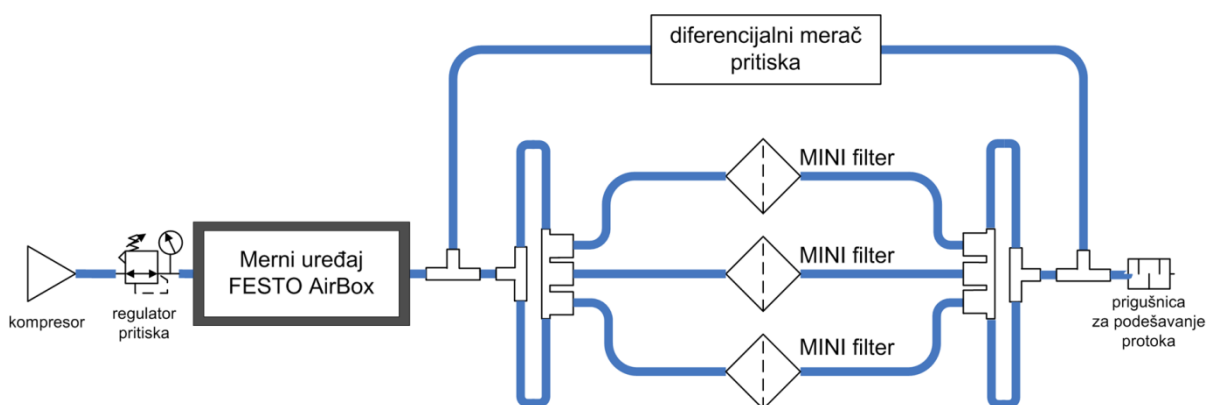 diferencijalni merač
pritiska
MINI filter
Merni uređaj
FESTO AirBox
MINI filter
kompresor
regulator
pritiska
prigušnica
za podešavanje
protoka
MINI filter